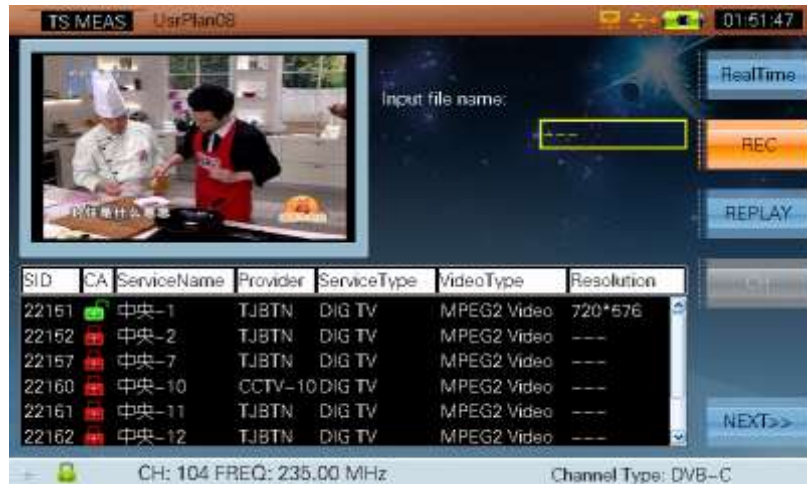 TS MEAS UsrPlan08 01:51:47
RealTime
Input file name:
---
REC
REPLAY
SID CA ServiceName Provider ServiceType VideoType Resolution
22151 中央-1 TJBTN DIG TV MPEG2 Video 720*576
22152 中央-2 TJBTN DIG TV MPEG2 Video ---
22157 中央-7 TJBTN DIG TV MPEG2 Video ---
22160 中央-10 CCTV-10 DIG TV MPEG2 Video ---
22161 中央-11 TJBTN DIG TV MPEG2 Video ---
22162 中央-12 TJBTN DIG TV MPEG2 Video ---
NEXT>>
CH: 104 FREQ: 235.00 MHz Channel Type: DVB-C